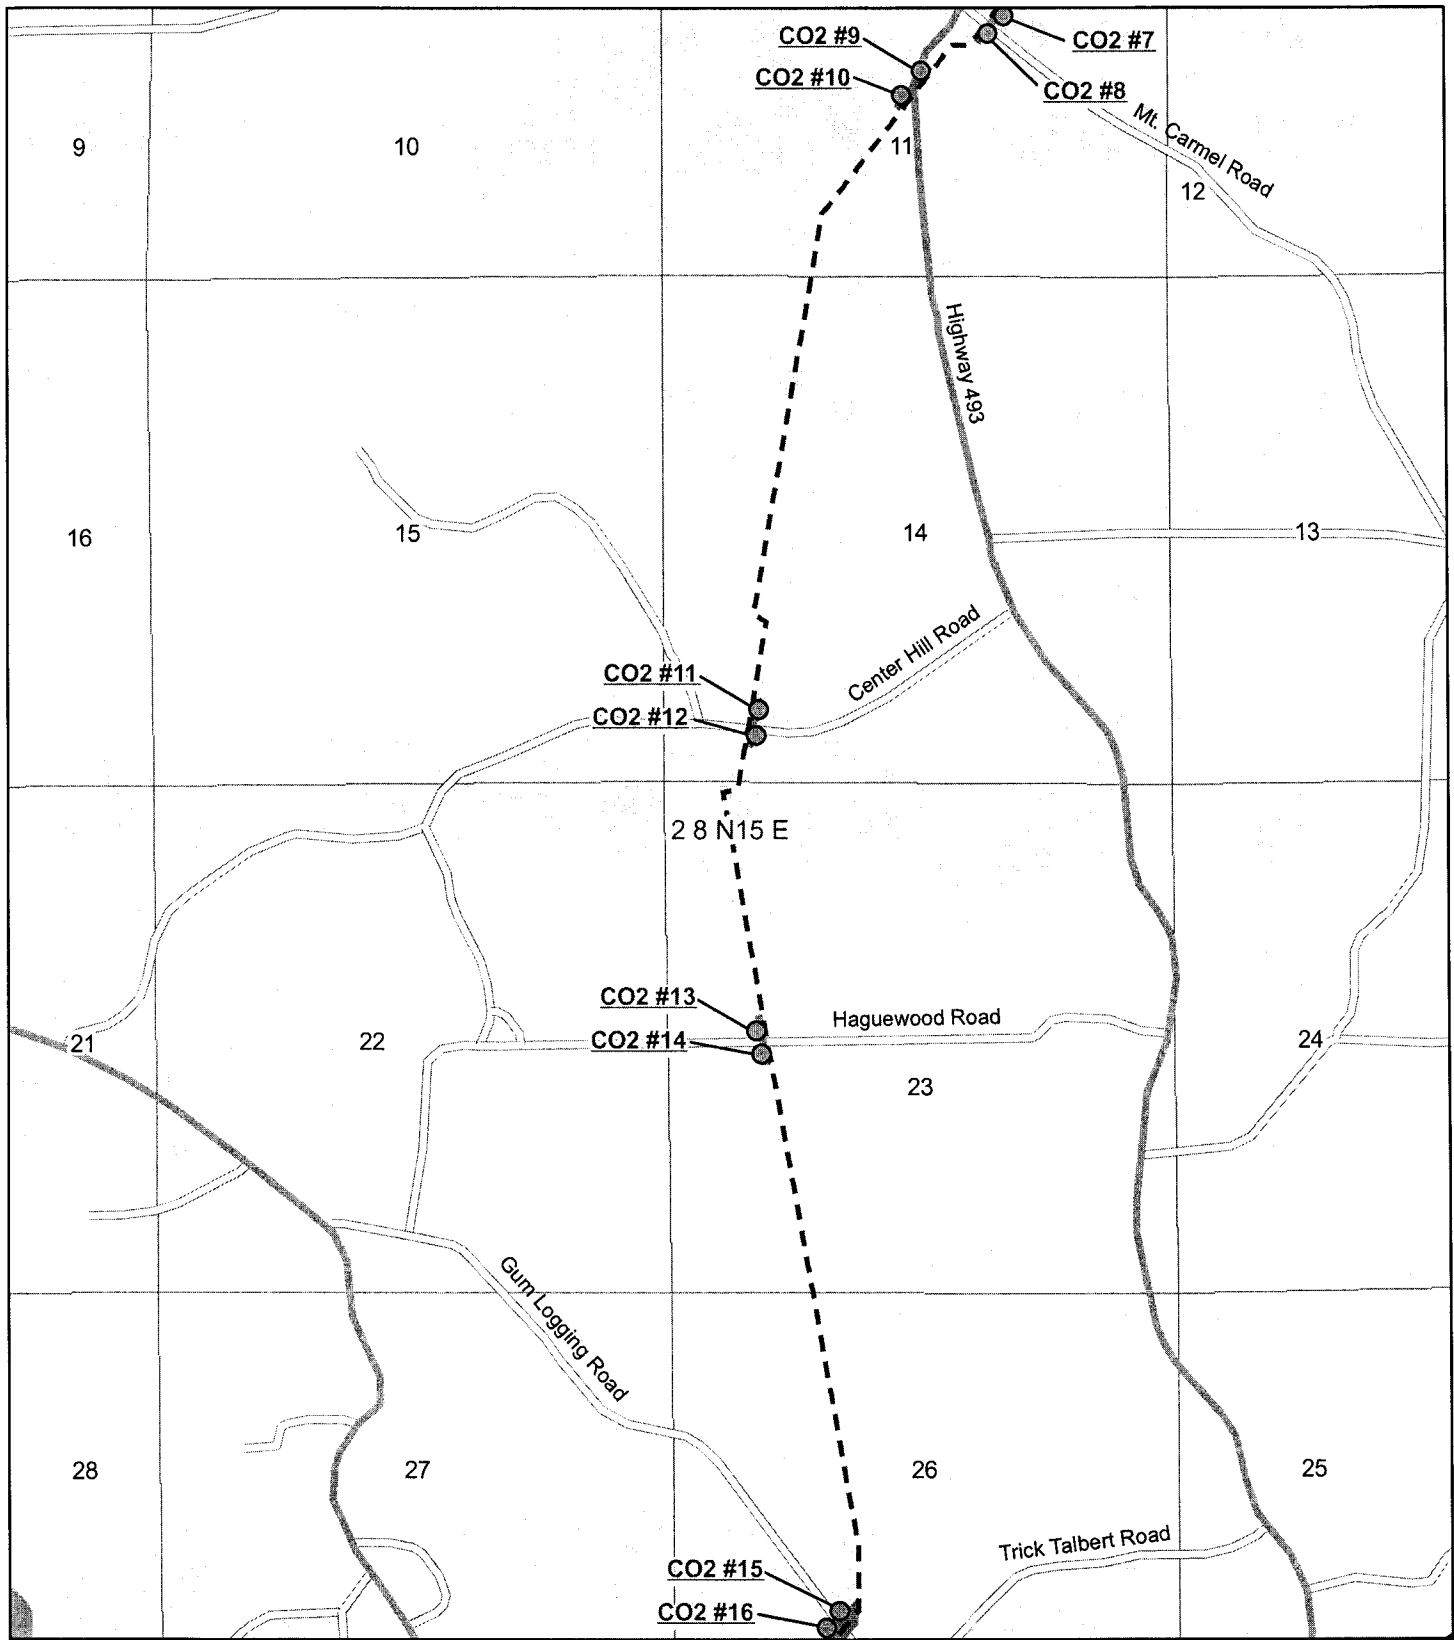 CO2 #9
CO2 #7
CO2 #10
CO2 #8
Mt. Carmel Road
9
10
11
12
Highway 493
16
15
14
13
Center Hill Road
CO2 #11
CO2 #12
2 8 N15 E
CO2 #13
Haguewood Road
CO2 #14
21
22
24
23
Gum Logging Road
28
27
26
25
Trick Talbert Road
CO2 #15
CO2 #16